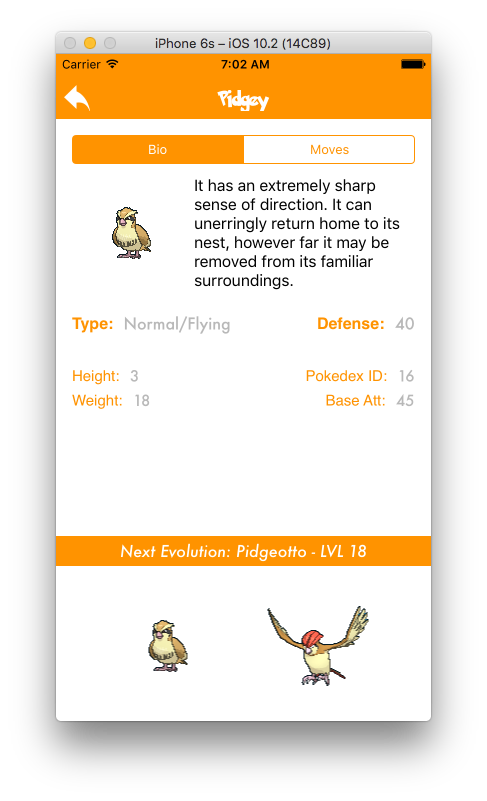 iPhone 6s – iOS 10.2 (14C89)
Carrier 7:02 AM
Pidgey
Bio Moves
It has an extremely sharp
sense of direction. It can
unerringly return home to its
nest, however far it may be
removed from its familiar
surroundings.
Type: Normal/Flying Defense: 40
Height: 3 Pokedex ID: 16
Weight: 18 Base Att: 45
Next Evolution: Pidgeotto - LVL 18